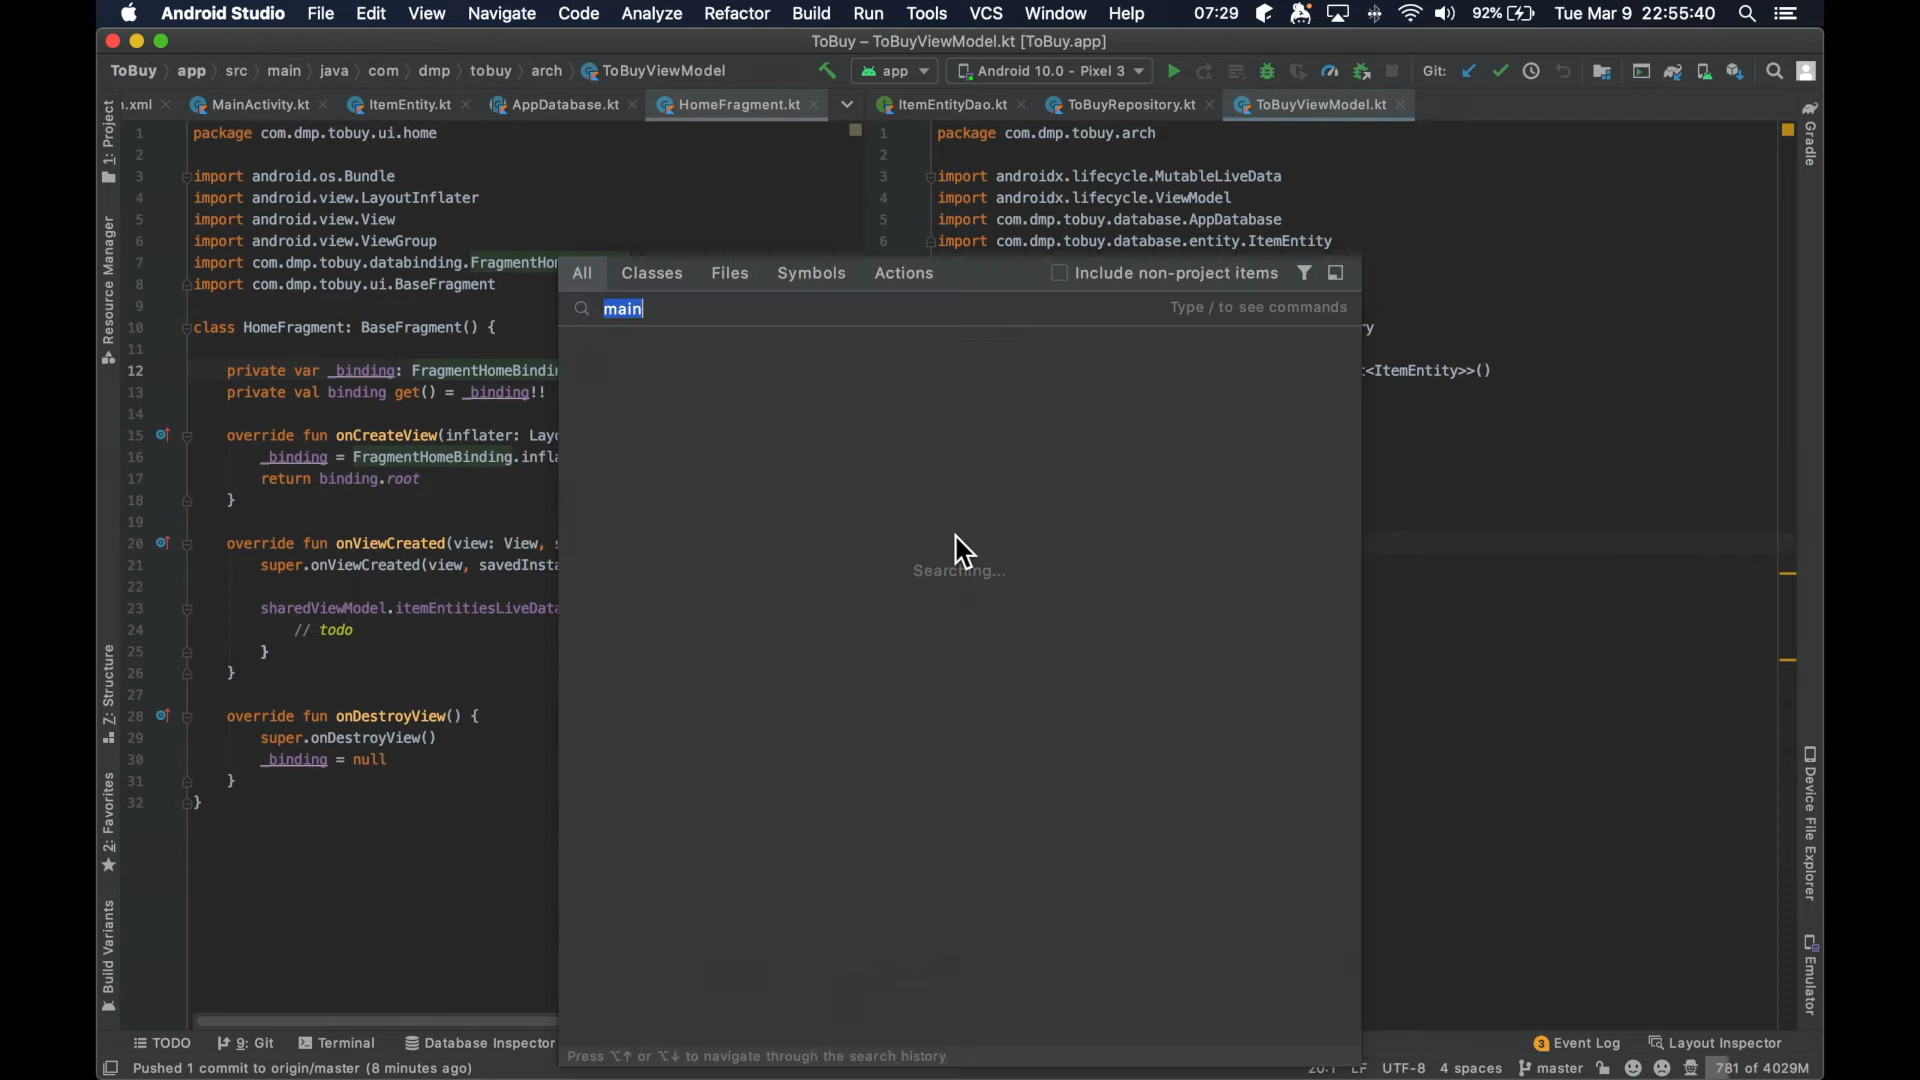 Android Studio File Edit View Navigate Code Analyze Refactor Build Run Tools VCS Window Help 07:29 92% Tue Mar 9 22:55:40
ToBuy – ToBuyViewModel.kt [ToBuy.app]
ToBuy app src main java com dmp tobuy arch ToBuyViewModel app Android 10.0 - Pixel 3 Git:
.xml MainActivity.kt ItemEntity.kt AppDatabase.kt HomeFragment.kt ItemEntityDao.kt ToBuyRepository.kt ToBuyViewModel.kt
1: Project
Resource Manager
Z: Structure
2: Favorites
Build Variants
1 package com.dmp.tobuy.ui.home
2
3 import android.os.Bundle
4 import android.view.LayoutInflater
5 import android.view.View
6 import android.view.ViewGroup
7 import com.dmp.tobuy.databinding.FragmentHom
8 import com.dmp.tobuy.ui.BaseFragment
9
10 class HomeFragment: BaseFragment() {
11
12 private var _binding: FragmentHomeBindin
13 private val binding get() = _binding!!
14
15 override fun onCreateView(inflater: Layo
16 _binding = FragmentHomeBinding.infla
17 return binding.root
18 }
19
20 override fun onViewCreated(view: View, s
21 super.onViewCreated(view, savedInsta
22
23 sharedViewModel.itemEntitiesLiveData
24 // todo
25 }
26 }
27
28 override fun onDestroyView() {
29 super.onDestroyView()
30 _binding = null
31 }
32 }
1 package com.dmp.tobuy.arch
2
3 import androidx.lifecycle.MutableLiveData
4 import androidx.lifecycle.ViewModel
5 import com.dmp.tobuy.database.AppDatabase
6 import com.dmp.tobuy.database.entity.ItemEntity
ry
t<ItemEntity>>()
All Classes Files Symbols Actions Include non-project items
main Type / to see commands
Searching...
Press ⌥↑ or ⌥↓ to navigate through the search history
Gradle
Device File Explorer
Emulator
TODO 9: Git Terminal Database Inspector 3 Event Log Layout Inspector
Pushed 1 commit to origin/master (8 minutes ago) 20:1 LF UTF-8 4 spaces master 781 of 4029M